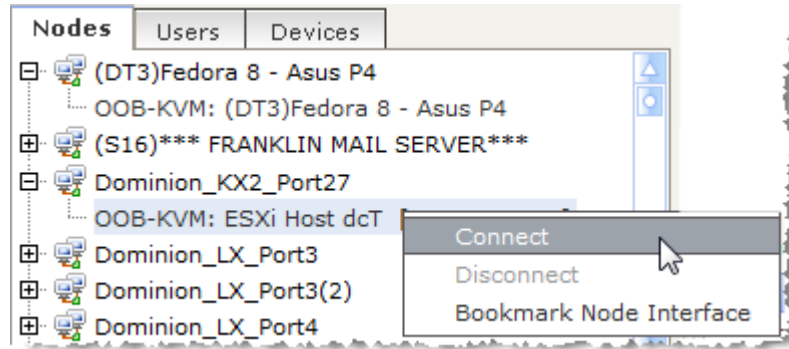 Nodes Users Devices
(DT3)Fedora 8 - Asus P4
OOB-KVM: (DT3)Fedora 8 - Asus P4
(S16)*** FRANKLIN MAIL SERVER***
Dominion_KX2_Port27
OOB-KVM: ESXi Host dcT [
Connect
Dominion_LX_Port3
Disconnect
Dominion_LX_Port3(2)
Bookmark Node Interface
Dominion_LX_Port4